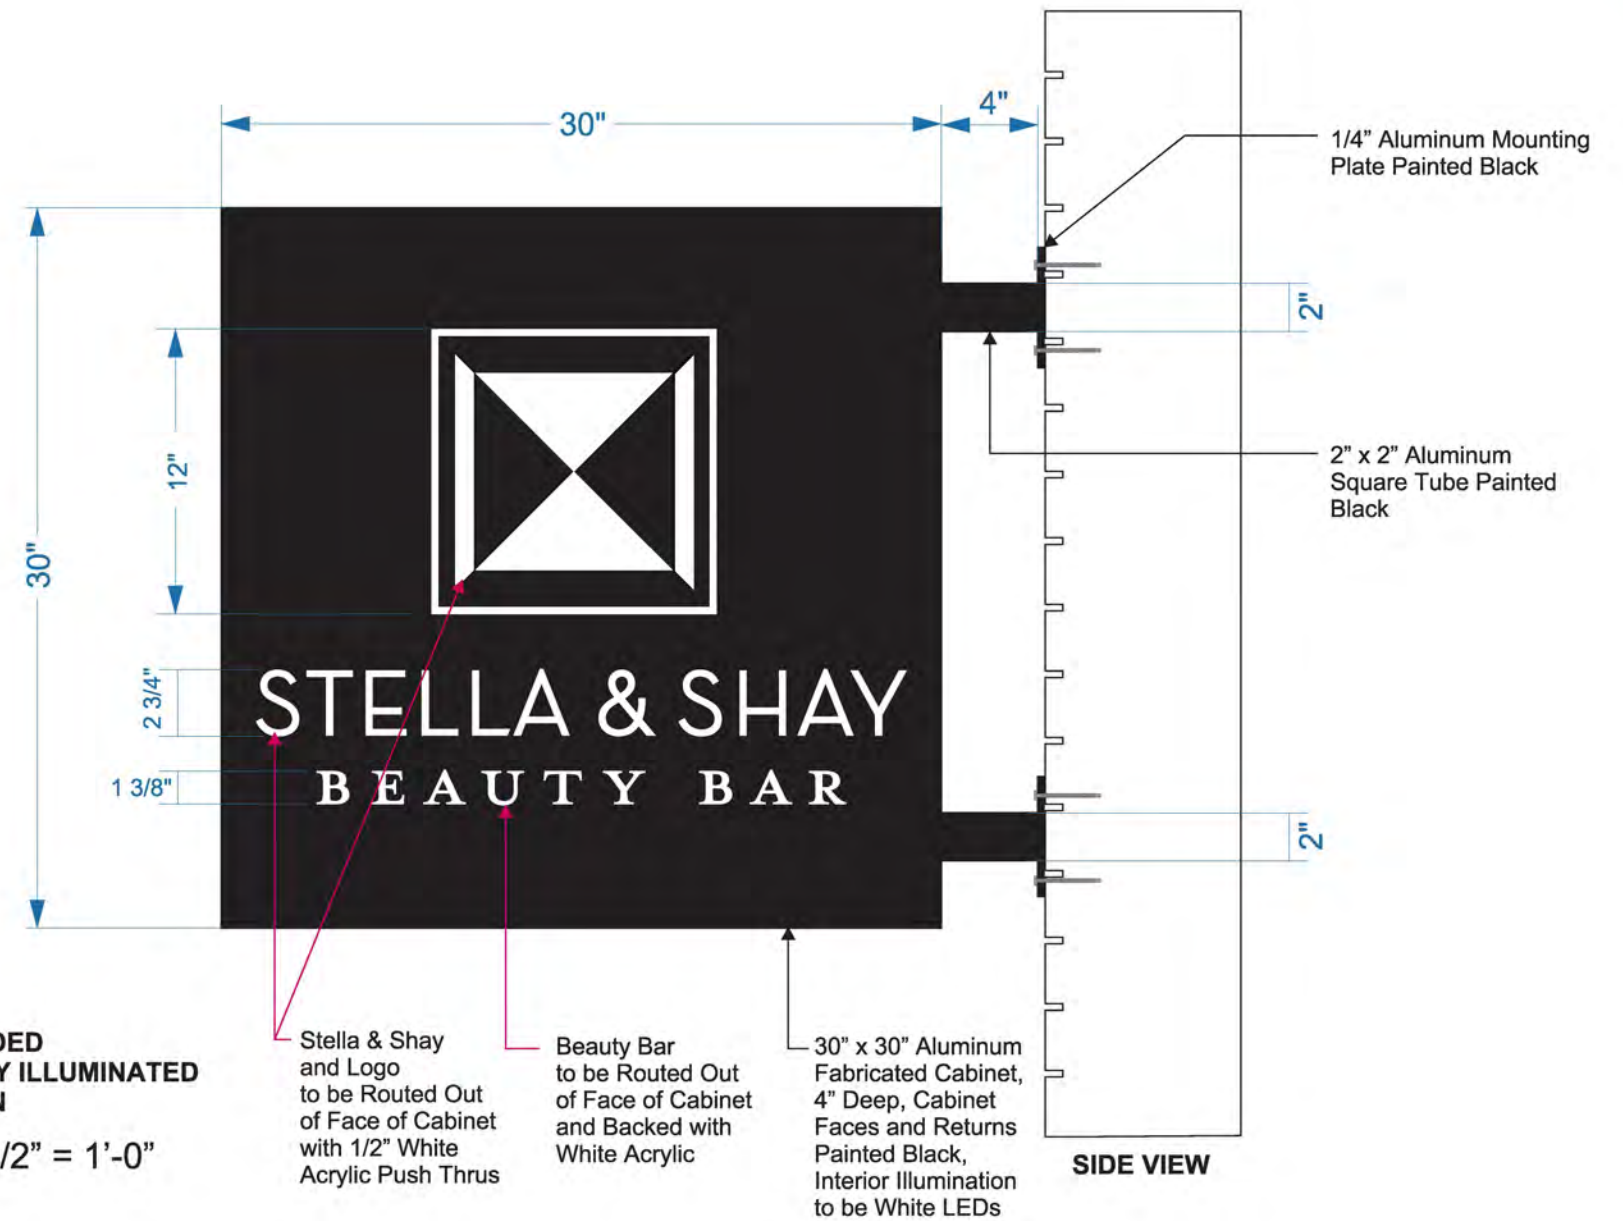 30"
4"
1/4” Aluminum Mounting
Plate Painted Black
2"
12"
30"
2” x 2” Aluminum
Square Tube Painted
Black
2 3/4"
STELLA & SHAY
1 3/8"
BEAUTY BAR
2"
Stella & Shay
and Logo
to be Routed Out
of Face of Cabinet
with 1/2” White
Acrylic Push Thrus
Beauty Bar
to be Routed Out
of Face of Cabinet
and Backed with
White Acrylic
30” x 30” Aluminum
Fabricated Cabinet,
4” Deep, Cabinet
Faces and Returns
Painted Black,
Interior Illumination
to be White LEDs
ILLUMINATED
/2” = 1’-0”
SIDE VIEW